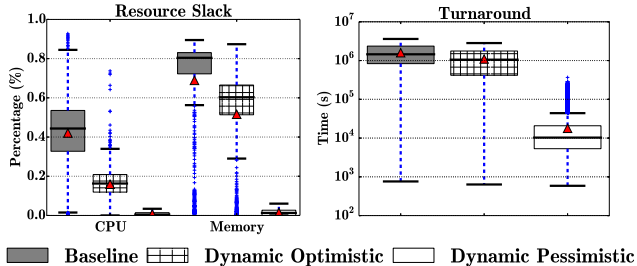 Resource Slack
Turnaround
Percentage (%)
1.0
0.8
0.6
0.4
0.2
0.0
CPU
Memory
Time (s)
10⁷
10⁶
10⁵
10⁴
10³
10²
Baseline
Dynamic Optimistic
Dynamic Pessimistic